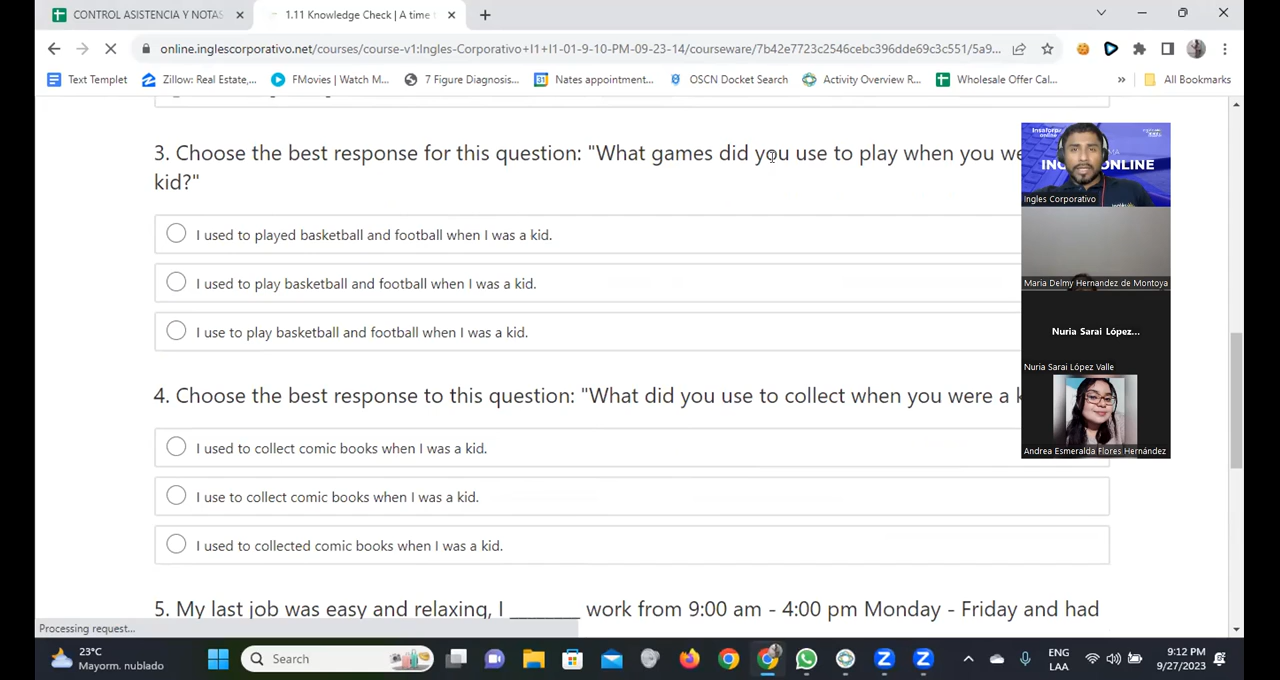 CONTROL ASISTENCIA Y NOTAS
1.11 Knowledge Check | A time t
online.inglescorporativo.net/courses/course-v1:Ingles-Corporativo+I1+I1-01-9-10-PM-09-23-14/courseware/7b42e7723c2546cebc396dde69c3c551/5a9...
Text Templet
Zillow: Real Estate,...
FMovies | Watch M...
7 Figure Diagnosis...
Nates appointment...
OSCN Docket Search
Activity Overview R...
Wholesale Offer Cal...
»
All Bookmarks
3. Choose the best response for this question: "What games did you use to play when you we
kid?"
I used to played basketball and football when I was a kid.
I used to play basketball and football when I was a kid.
I use to play basketball and football when I was a kid.
4. Choose the best response to this question: "What did you use to collect when you were a k
I used to collect comic books when I was a kid.
I use to collect comic books when I was a kid.
I used to collected comic books when I was a kid.
5. My last job was easy and relaxing, I ________ work from 9:00 am - 4:00 pm Monday - Friday and had
Ingles Corporativo
Maria Delmy Hernandez de Montoya
Nuria Sarai López...
Nuria Sarai López Valle
Andrea Esmeralda Flores Hernández
Processing request...
23°C
Mayorm. nublado
Search
ENG
LAA
9:12 PM
9/27/2023